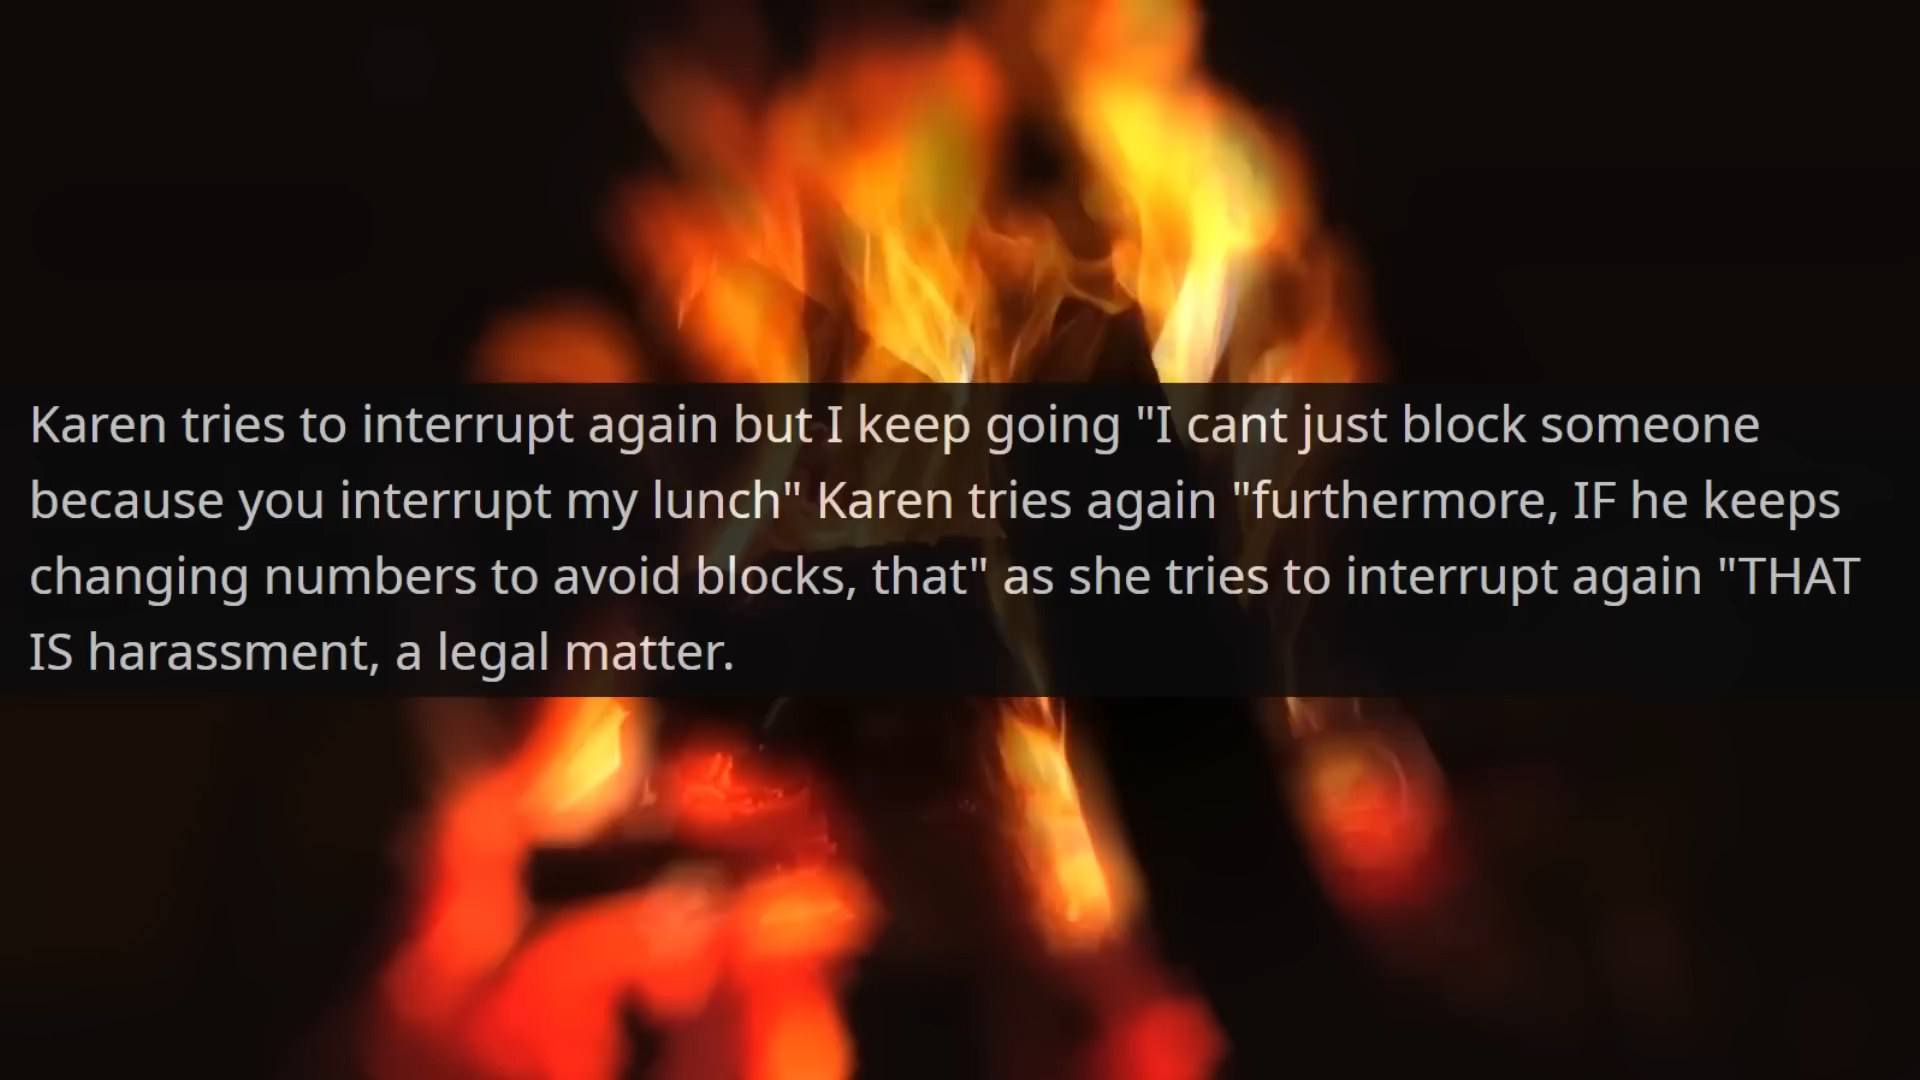 Karen tries to interrupt again but I keep going "I cant just block someone
because you interrupt my lunch" Karen tries again "furthermore, IF he keeps
changing numbers to avoid blocks, that" as she tries to interrupt again "THAT
IS harassment, a legal matter.